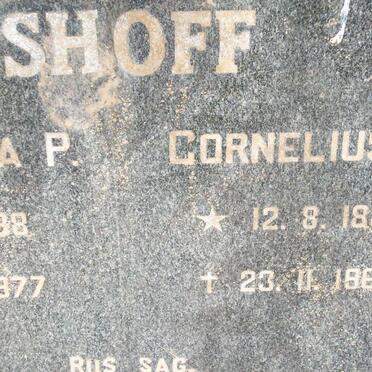 SHOFF
A P. CORNELIUS
88 ★ 12. 8. 18
977 † 23. 11. 196
RUS SAG.